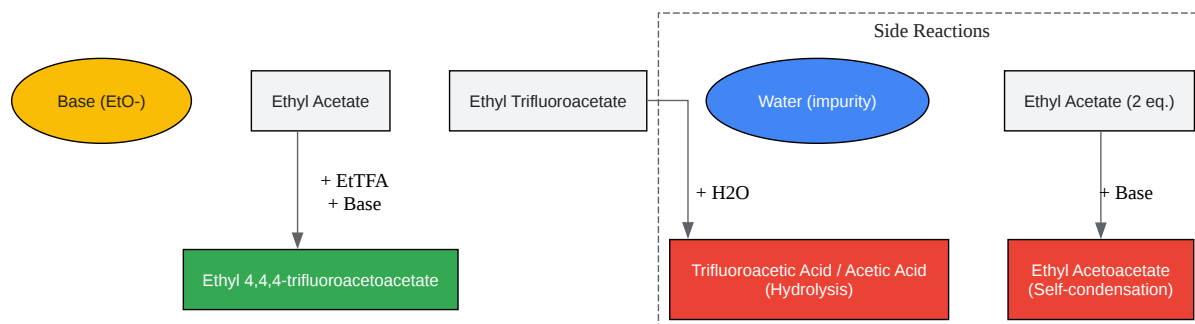 Side Reactions
Base (EtO-)
Ethyl Acetate
Ethyl Trifluoroacetate
Water (impurity)
Ethyl Acetate (2 eq.)
+ EtTFA
+ Base
+ H2O
+ Base
Ethyl 4,4,4-trifluoroacetoacetate
Trifluoroacetic Acid / Acetic Acid
(Hydrolysis)
Ethyl Acetoacetate
(Self-condensation)